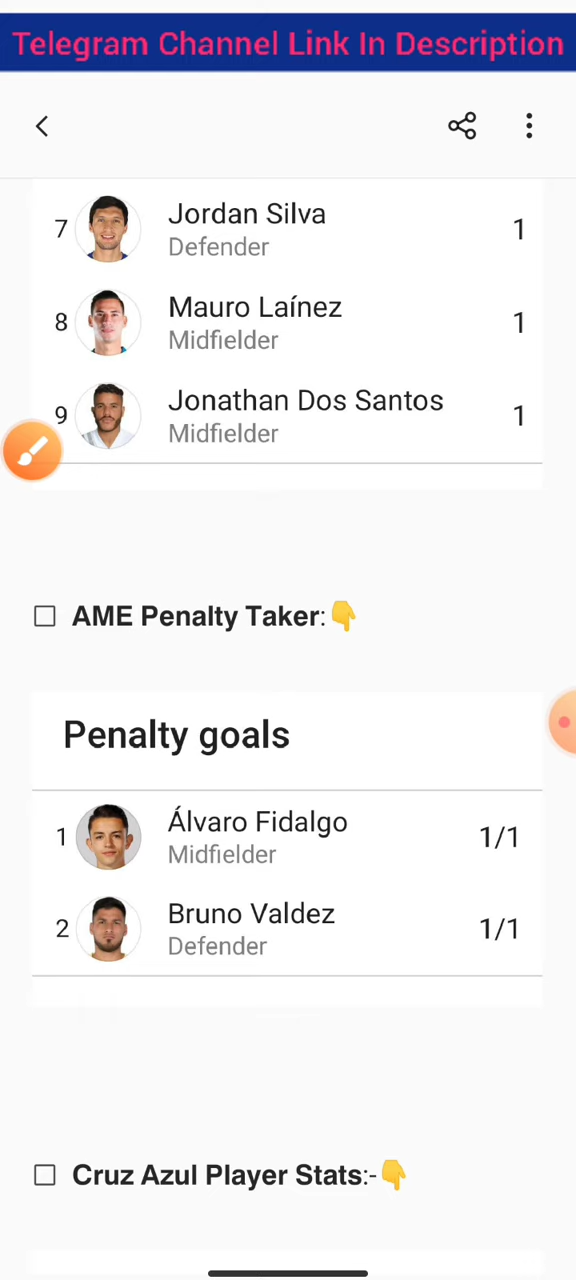 Telegram Channel Link In Description
7 Jordan Silva 1
Defender
8 Mauro Laínez 1
Midfielder
9 Jonathan Dos Santos 1
Midfielder
AME Penalty Taker:👇
Penalty goals
1 Álvaro Fidalgo 1/1
Midfielder
2 Bruno Valdez 1/1
Defender
Cruz Azul Player Stats:-👇